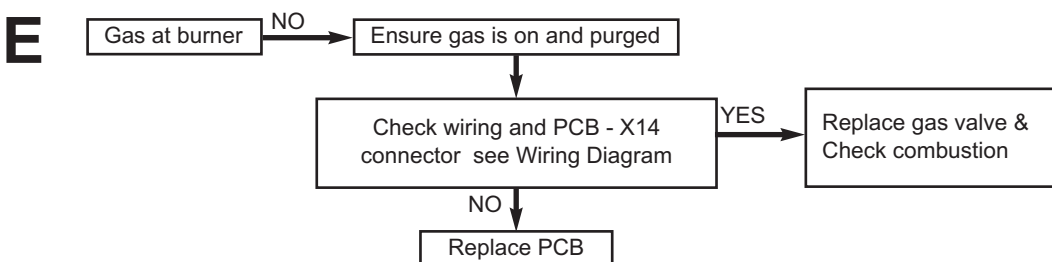 E
Gas at burner
NO
Ensure gas is on and purged
Check wiring and PCB - X14
connector see Wiring Diagram
YES
Replace gas valve &
Check combustion
NO
Replace PCB